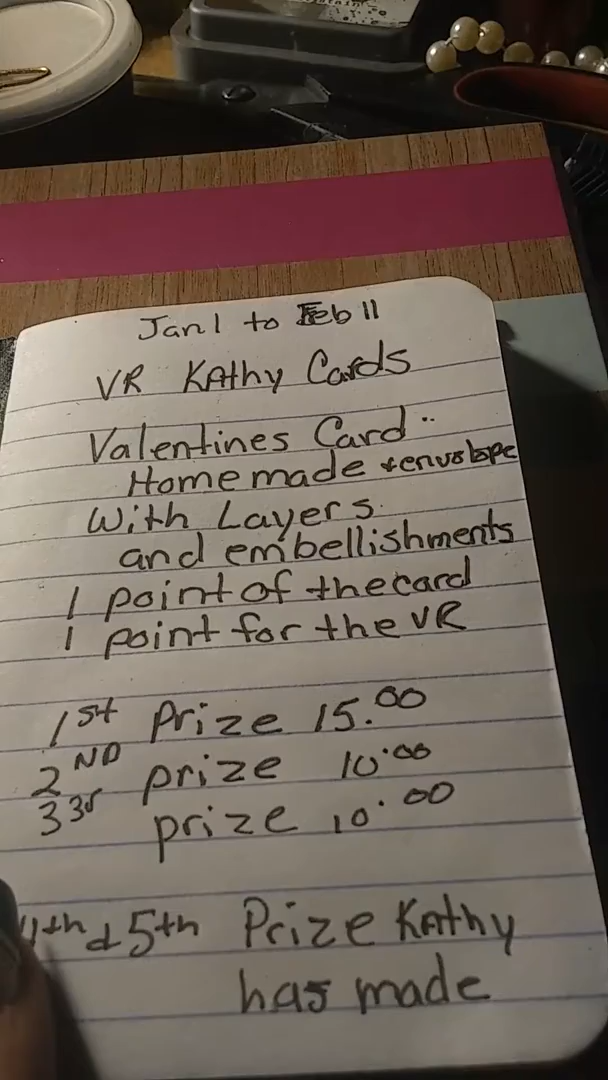 Jan 1 to Feb 11
VR Kathy Cards
Valentines Card
Homemade + envelope
With Layers
and embellishments
1 point of the card
1 point for the VR
1st Prize 15.00
2ND prize 10.00
3 3r prize 10.00
4th & 5th Prize Kathy
has made